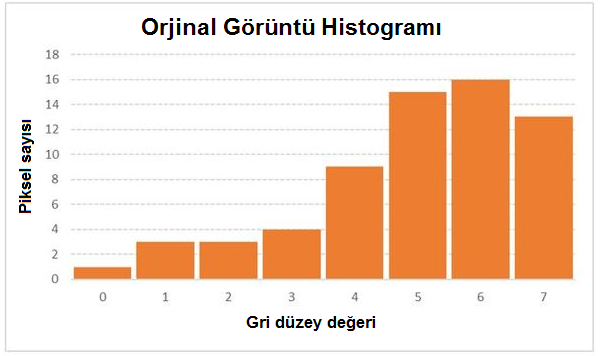 Orjinal Görüntü Histogramı
18
16
14
12
10
8
6
4
2
0
Piksel sayısı
0 1 2 3 4 5 6 7
Gri düzey değeri